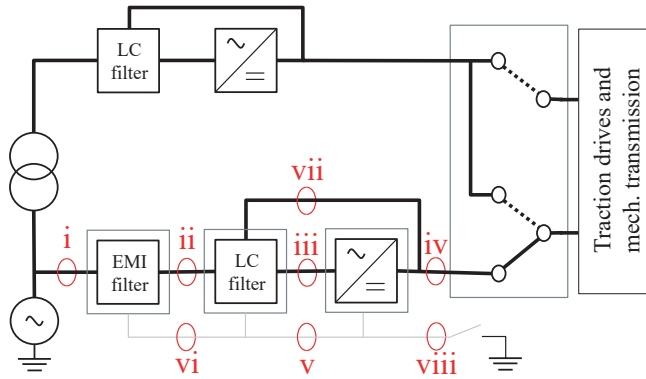 LC
filter
vii
i
EMI
filter
ii
LC
filter
iii
iv
vi
v
viii
Traction drives and
mech. transmission